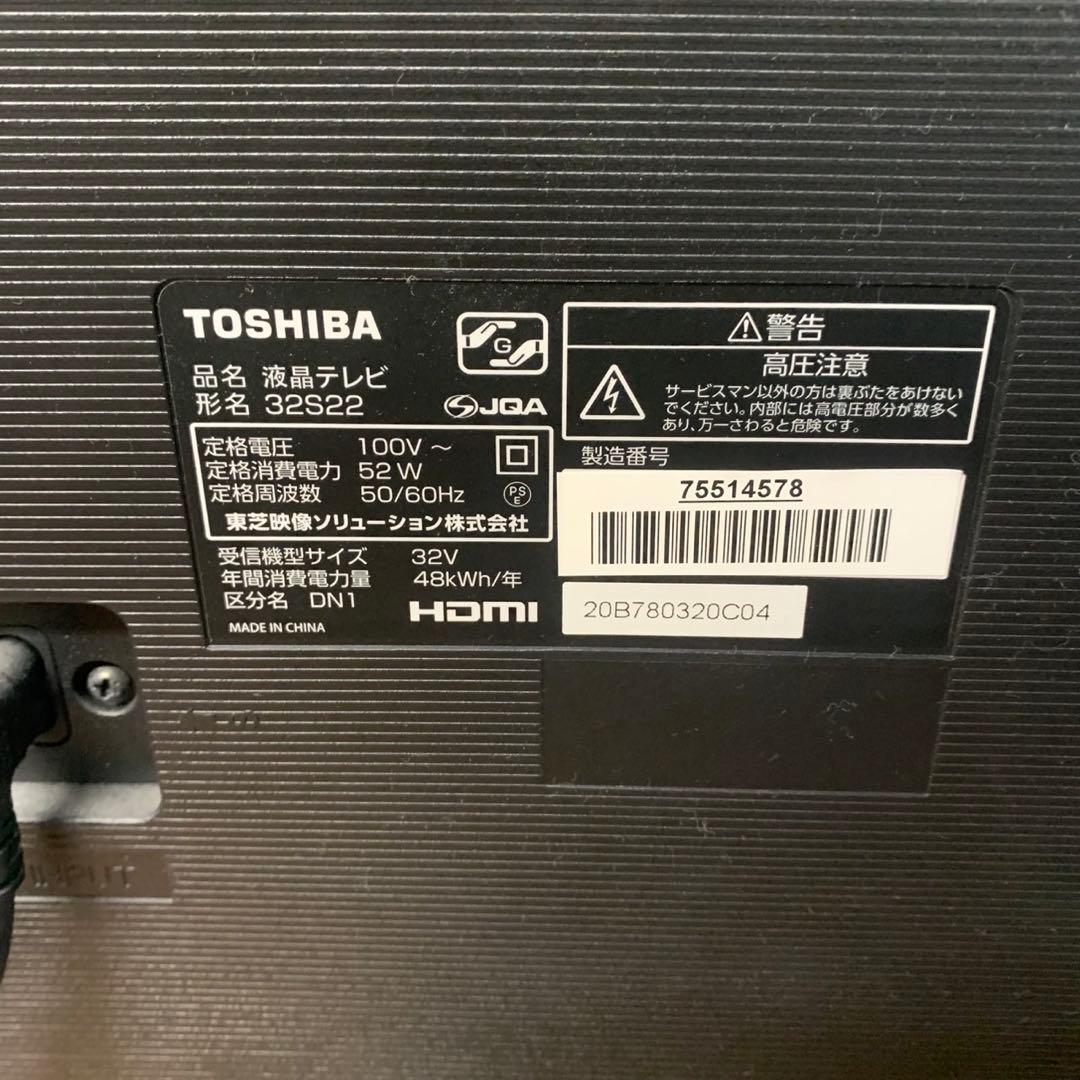 TOSHIBA
G
品名 液晶テレビ
形名 32S22
JQA
定格電圧 100V～
定格消費電力 52W
定格周波数 50/60Hz
PS
E
東芝映像ソリューション株式会社
受信機型サイズ 32V
年間消費電力量 48kWh/年
区分名 DN1
HDMI
MADE IN CHINA
警告
高圧注意
サービスマン以外の方は裏ぶたをあけない
でください。内部には高電圧部分が数多く
あり、万一さわると危険です。
製造番号
75514578
20B780320C04
INPUT